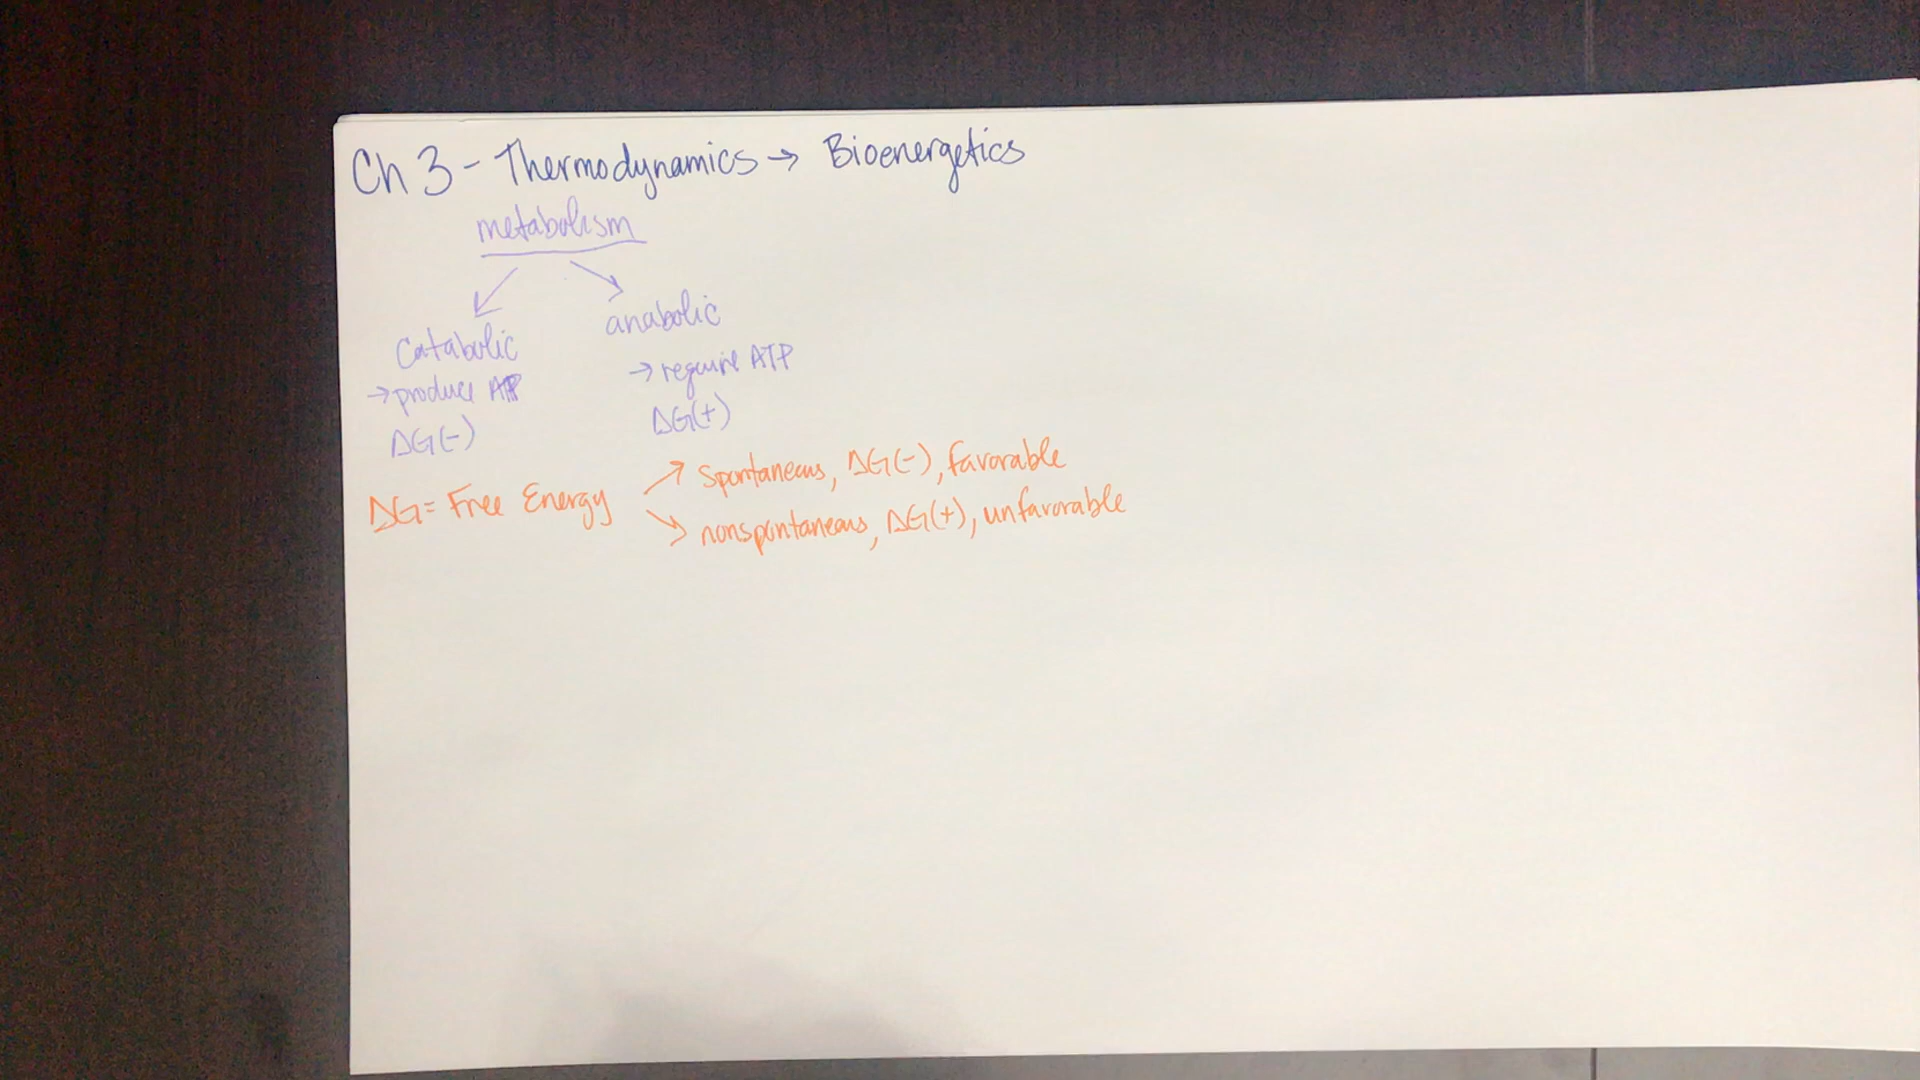 Ch 3 - Thermodynamics → Bioenergetics
metabolism
catabolic
→ produce ATP
ΔG(-)
anabolic
→ require ATP
ΔG(+)
ΔG = Free Energy
↗ spontaneous, ΔG(-), favorable
↘ nonspontaneous, ΔG(+), unfavorable